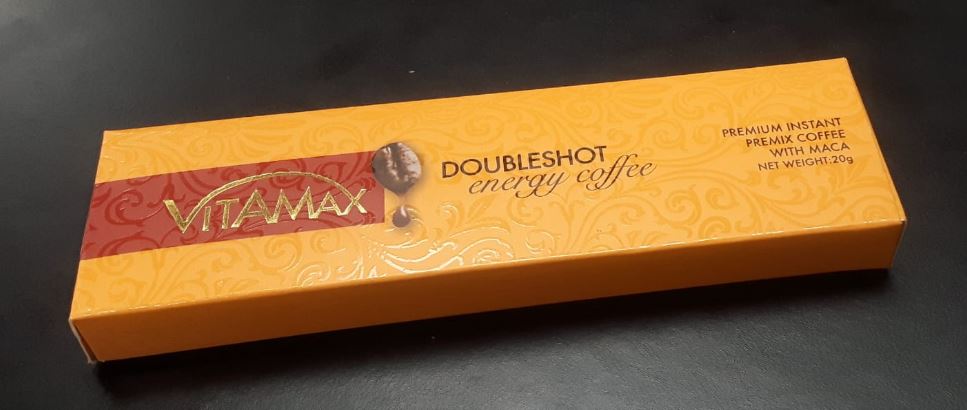 VITAMAX
DOUBLESHOT
energy coffee
PREMIUM INSTANT
PREMIX COFFEE
WITH MACA
NET WEIGHT:20g